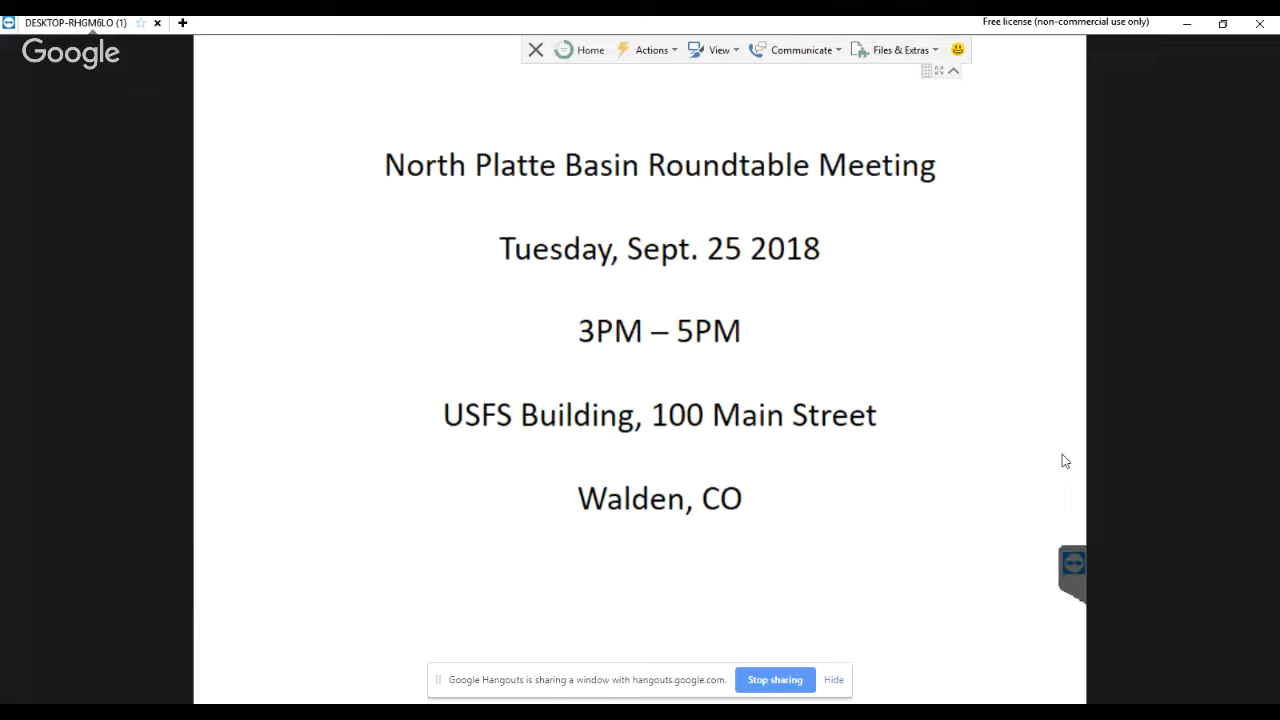 DESKTOP-RHGM6LO (1)
Free license (non-commercial use only)
Google
Home Actions View Communicate Files & Extras
North Platte Basin Roundtable Meeting
Tuesday, Sept. 25 2018
3PM – 5PM
USFS Building, 100 Main Street
Walden, CO
Google Hangouts is sharing a window with hangouts.google.com. Stop sharing Hide